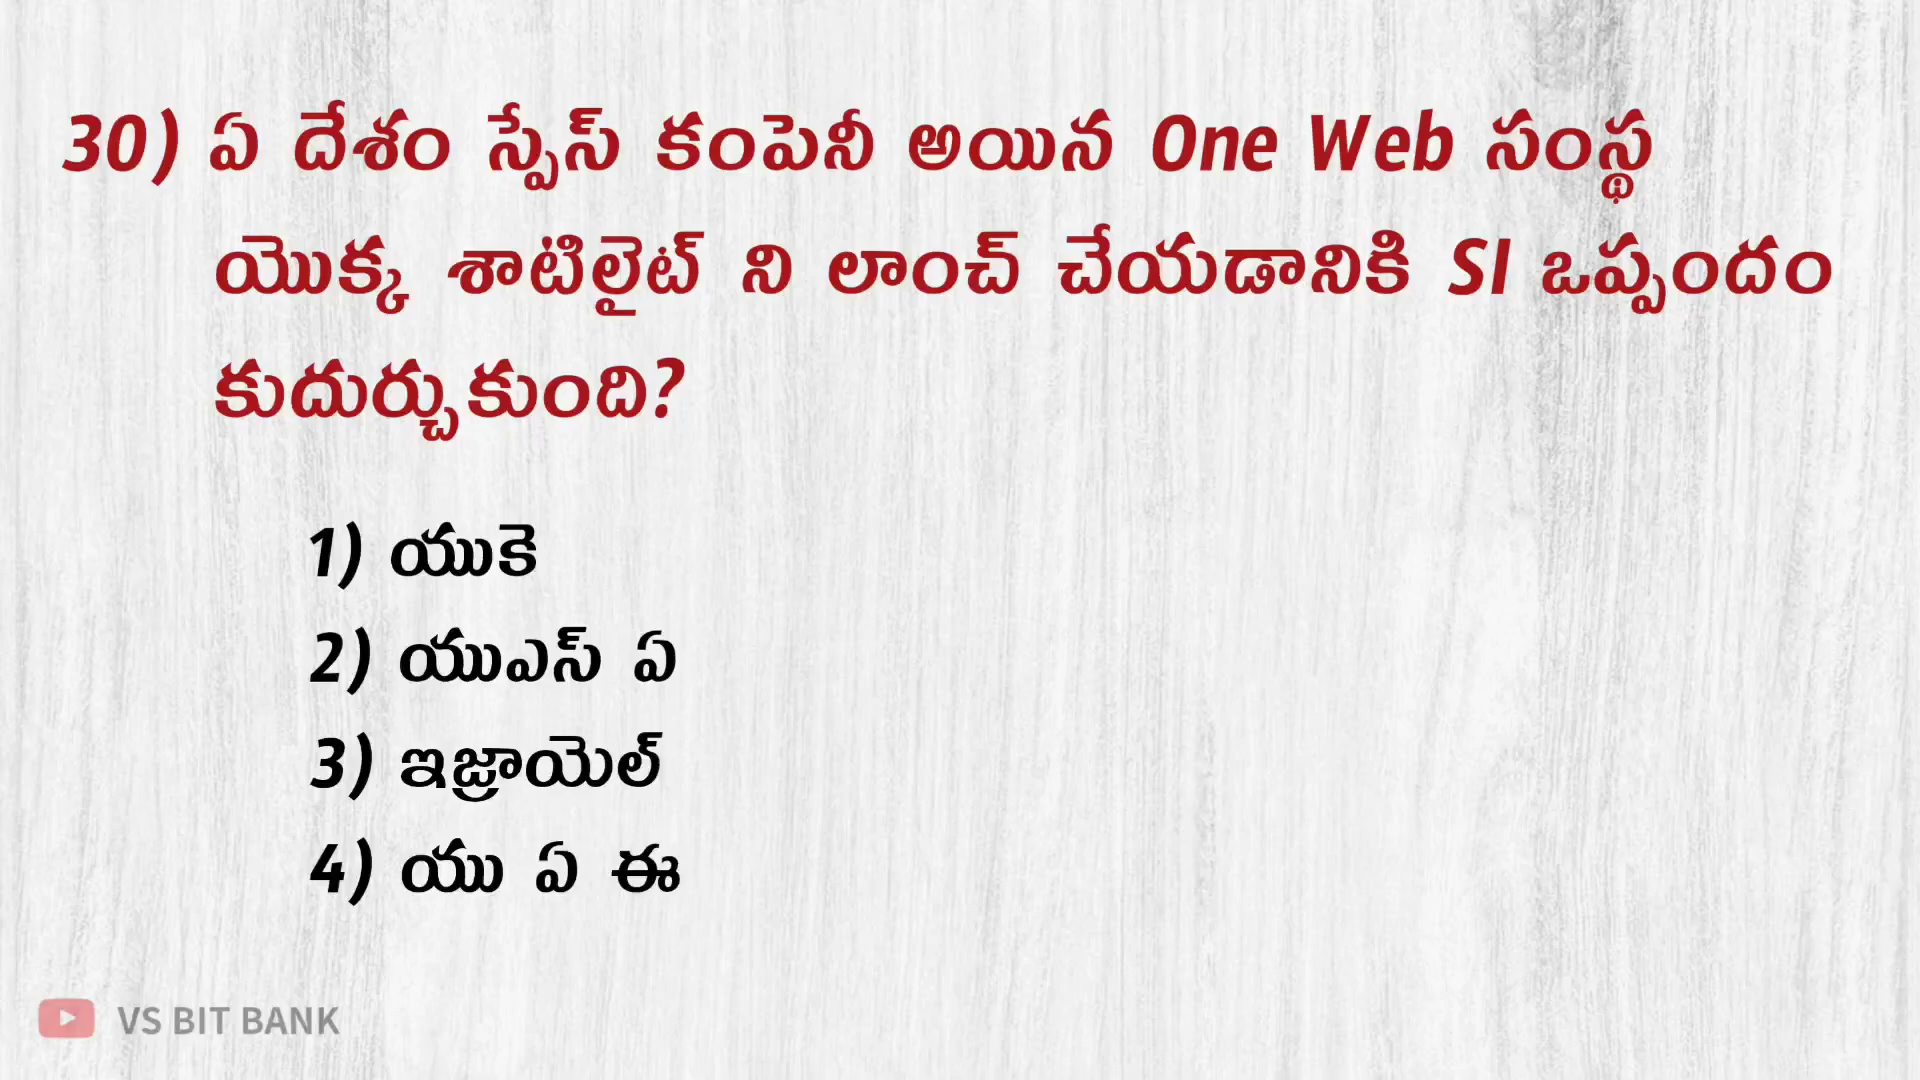 30) ఏ దేశం స్పేస్ కంపెనీ అయిన One Web సంస్థ
యొక్క శాటిలైట్ ని లాంచ్ చేయడానికి SI ఒప్పందం
కుదుర్చుకుంది?
1) యుకె
2) యుఎస్ ఏ
3) ఇజ్రాయెల్
4) యు ఏ ఈ
VS BIT BANK